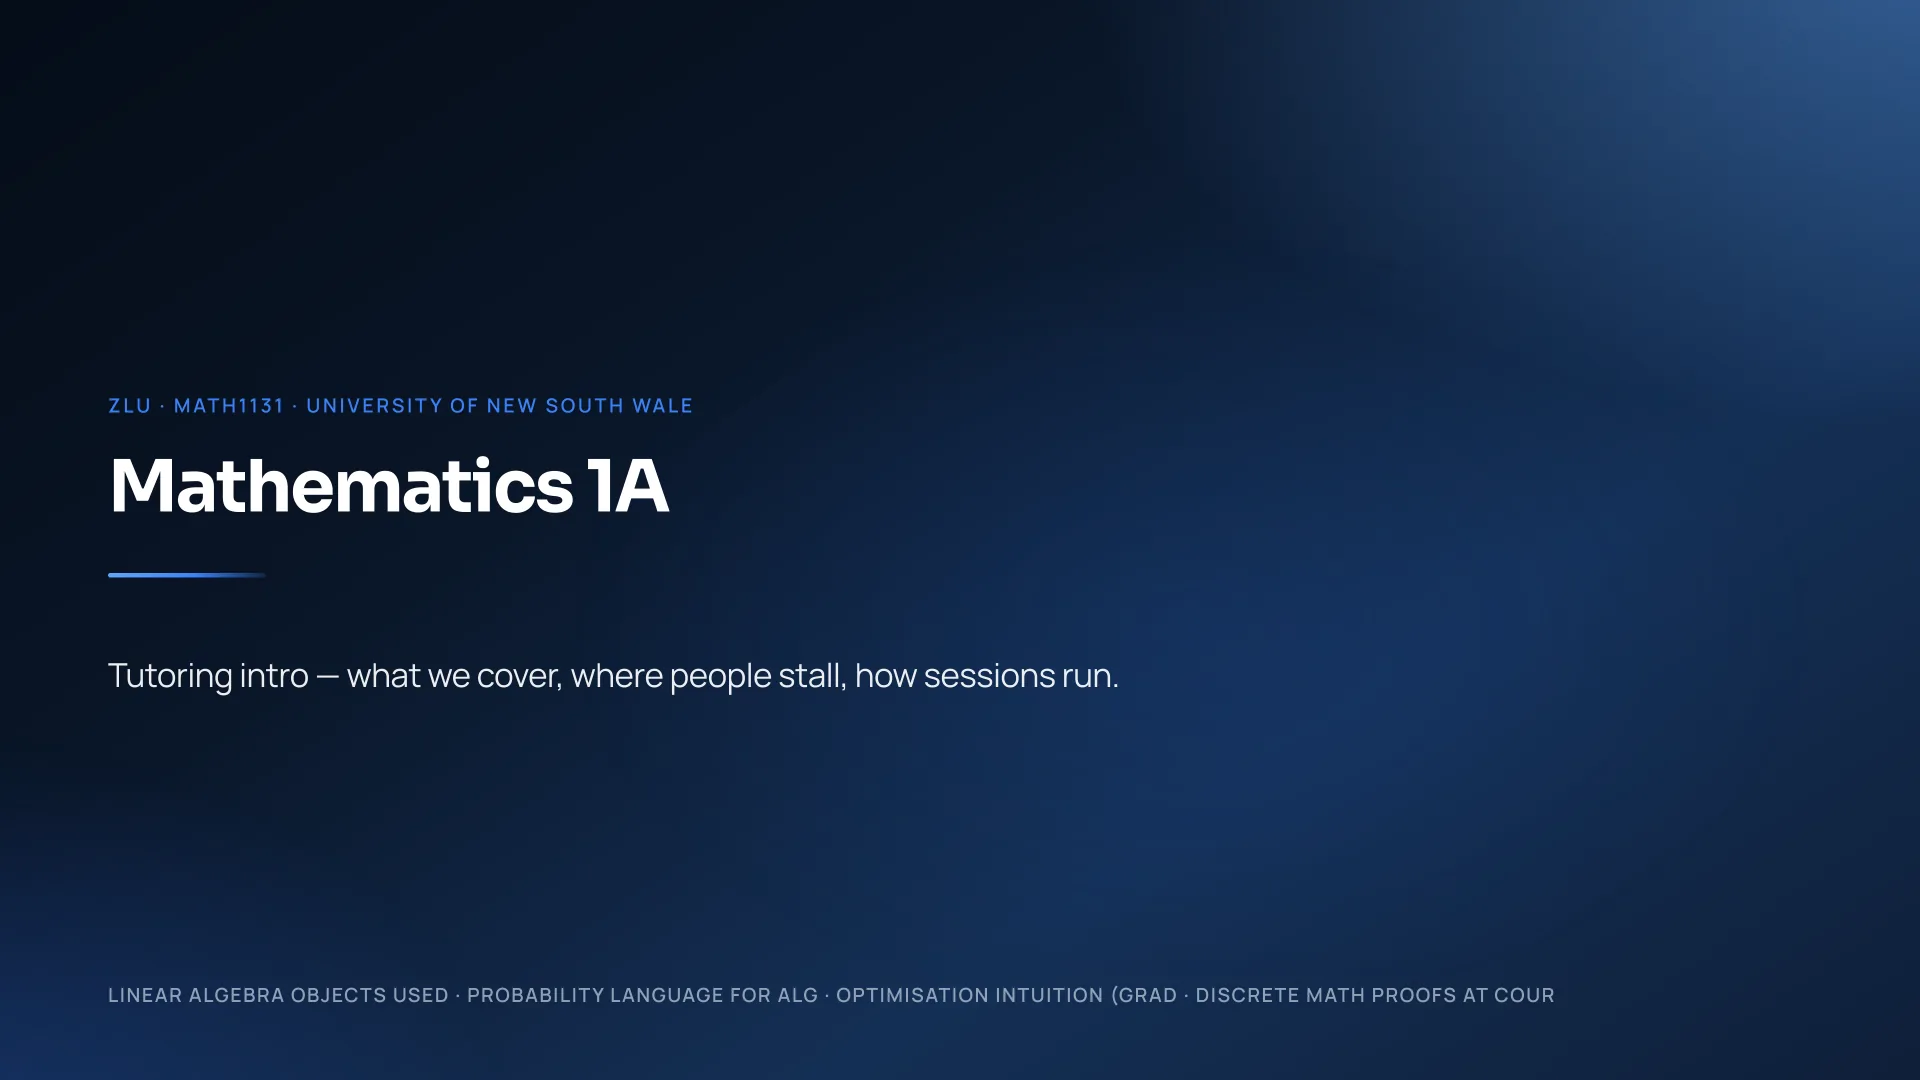 ZLU · MATH1131 · UNIVERSITY OF NEW SOUTH WALE
Mathematics 1A
Tutoring intro — what we cover, where people stall, how sessions run.
LINEAR ALGEBRA OBJECTS USED · PROBABILITY LANGUAGE FOR ALG · OPTIMISATION INTUITION (GRAD · DISCRETE MATH PROOFS AT COUR